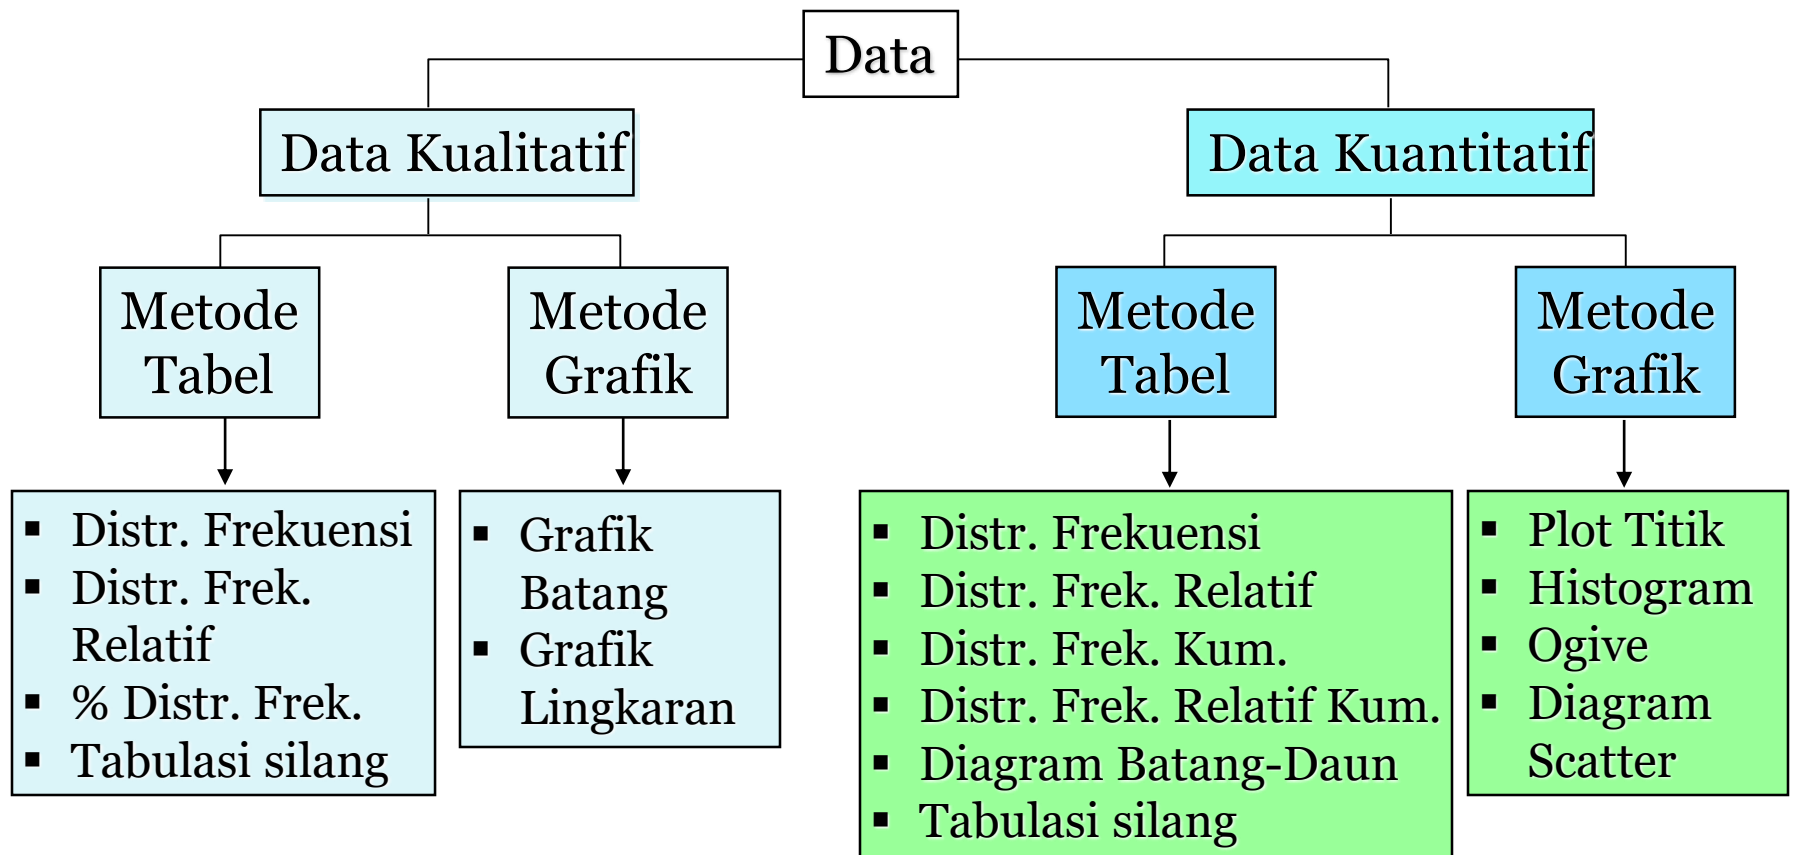 Data
Data Kualitatif
Data Kuantitatif
Metode
Tabel
Metode
Grafik
Metode
Tabel
Metode
Grafik
▪ Distr. Frekuensi
▪ Distr. Frek.
Relatif
▪ % Distr. Frek.
▪ Tabulasi silang
▪ Grafik
Batang
▪ Grafik
Lingkaran
▪ Distr. Frekuensi
▪ Distr. Frek. Relatif
▪ Distr. Frek. Kum.
▪ Distr. Frek. Relatif Kum.
▪ Diagram Batang-Daun
▪ Tabulasi silang
▪ Plot Titik
▪ Histogram
▪ Ogive
▪ Diagram
Scatter